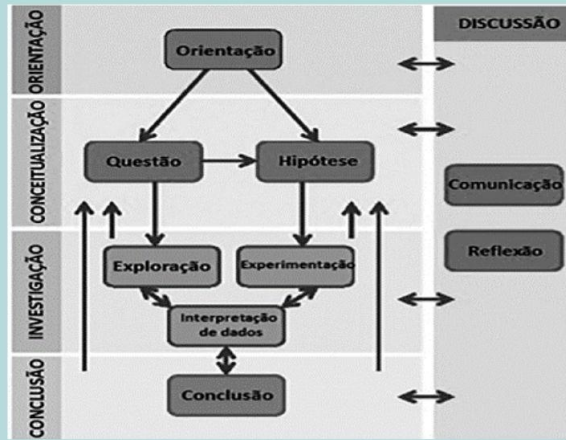 ORIENTAÇÃO
Orientação
DISCUSSÃO
CONCEITUALIZAÇÃO
Questão
Hipótese
Comunicação
Reflexão
INVESTIGAÇÃO
Exploração
Experimentação
Interpretação
de dados
CONCLUSÃO
Conclusão